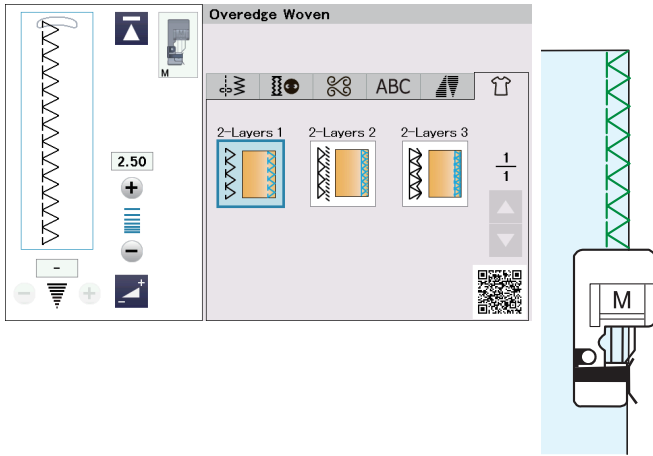 Overedge Woven
M
ABC
2-Layers 1
2-Layers 2
2-Layers 3
2.50
1
1
-
M